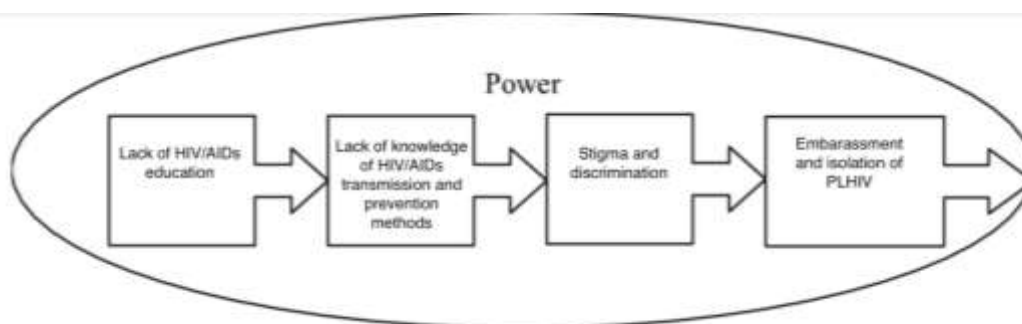 Power
Lack of HIV/AIDs
education
Lack of knowledge
of HIV/AIDs
transmission and
prevention
methods
Stigma and
discrimination
Embarassment
and isolation of
PLHIV